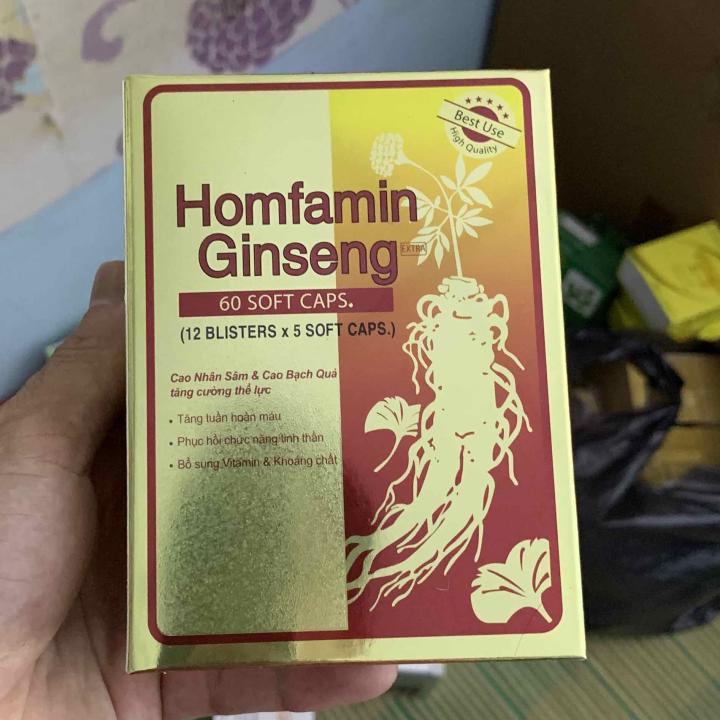 Best Use
High Quality
Homfamin
Ginseng EXTRA
60 SOFT CAPS.
(12 BLISTERS x 5 SOFT CAPS.)
Cao Nhân Sâm & Cao Bạch Quả
tăng cường thể lực
• Tăng tuần hoàn máu
• Phục hồi chức năng tinh thần
• Bổ sung Vitamin & Khoáng chất